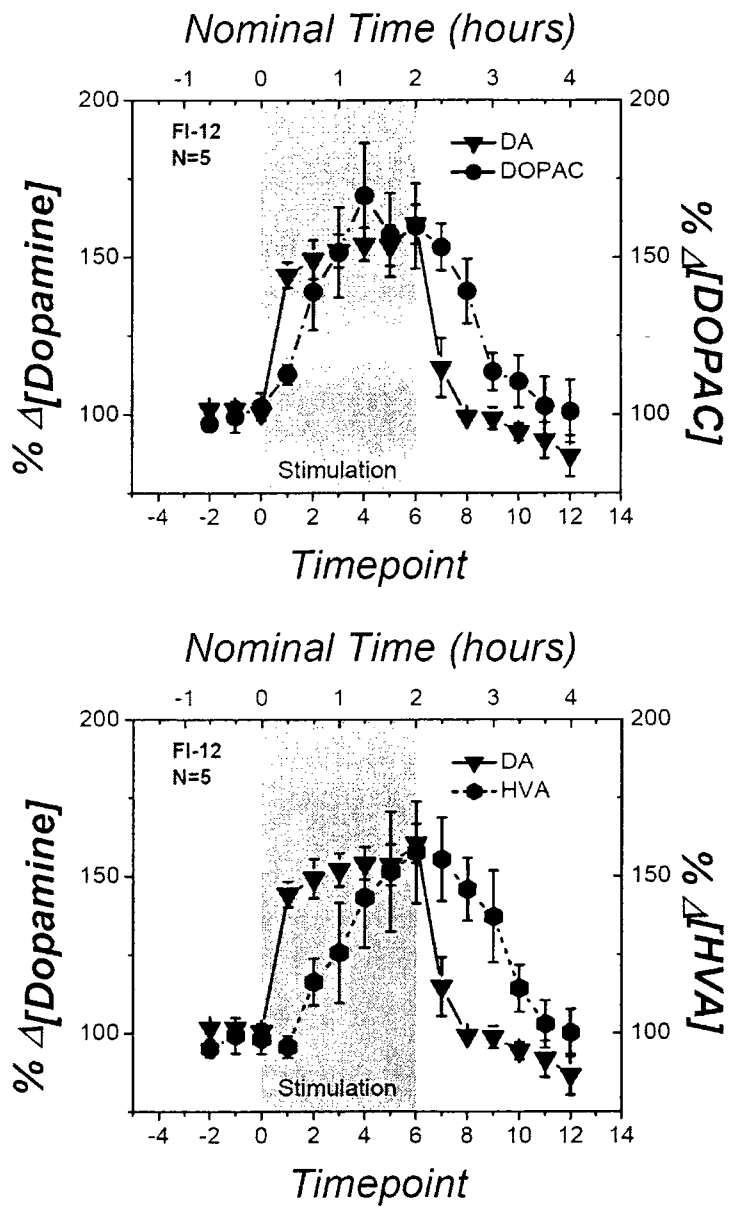 Nominal Time (hours)
-1 0 1 2 3 4
200 200
FI-12
N=5
DA
DOPAC
% Δ[Dopamine]
% Δ[DOPAC]
150 150
100 100
Stimulation
-4 -2 0 2 4 6 8 10 12 14
Timepoint
Nominal Time (hours)
-1 0 1 2 3 4
200 200
FI-12
N=5
DA
HVA
% Δ[Dopamine]
% Δ[HVA]
150 150
100 100
Stimulation
-4 -2 0 2 4 6 8 10 12 14
Timepoint